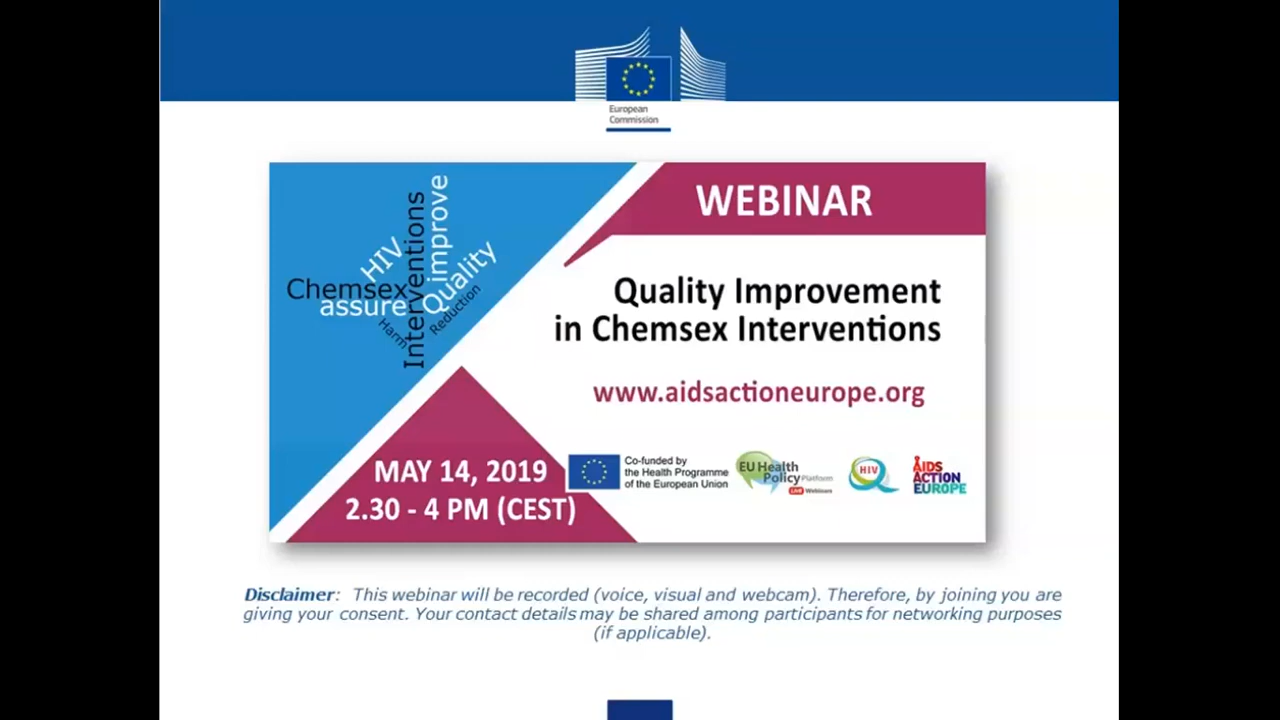 European
Commission
WEBINAR
Chemsex
assure
HIV
Interventions
improve
Quality
Harm
Reduction
Quality Improvement
in Chemsex Interventions
www.aidsactioneurope.org
MAY 14, 2019
2.30 - 4 PM (CEST)
Co-funded by
the Health Programme
of the European Union
EU Health
Policy Platform
LIVE Webinars
HIV
AIDS
ACTION
EUROPE
Disclaimer: This webinar will be recorded (voice, visual and webcam). Therefore, by joining you are
giving your consent. Your contact details may be shared among participants for networking purposes
(if applicable).